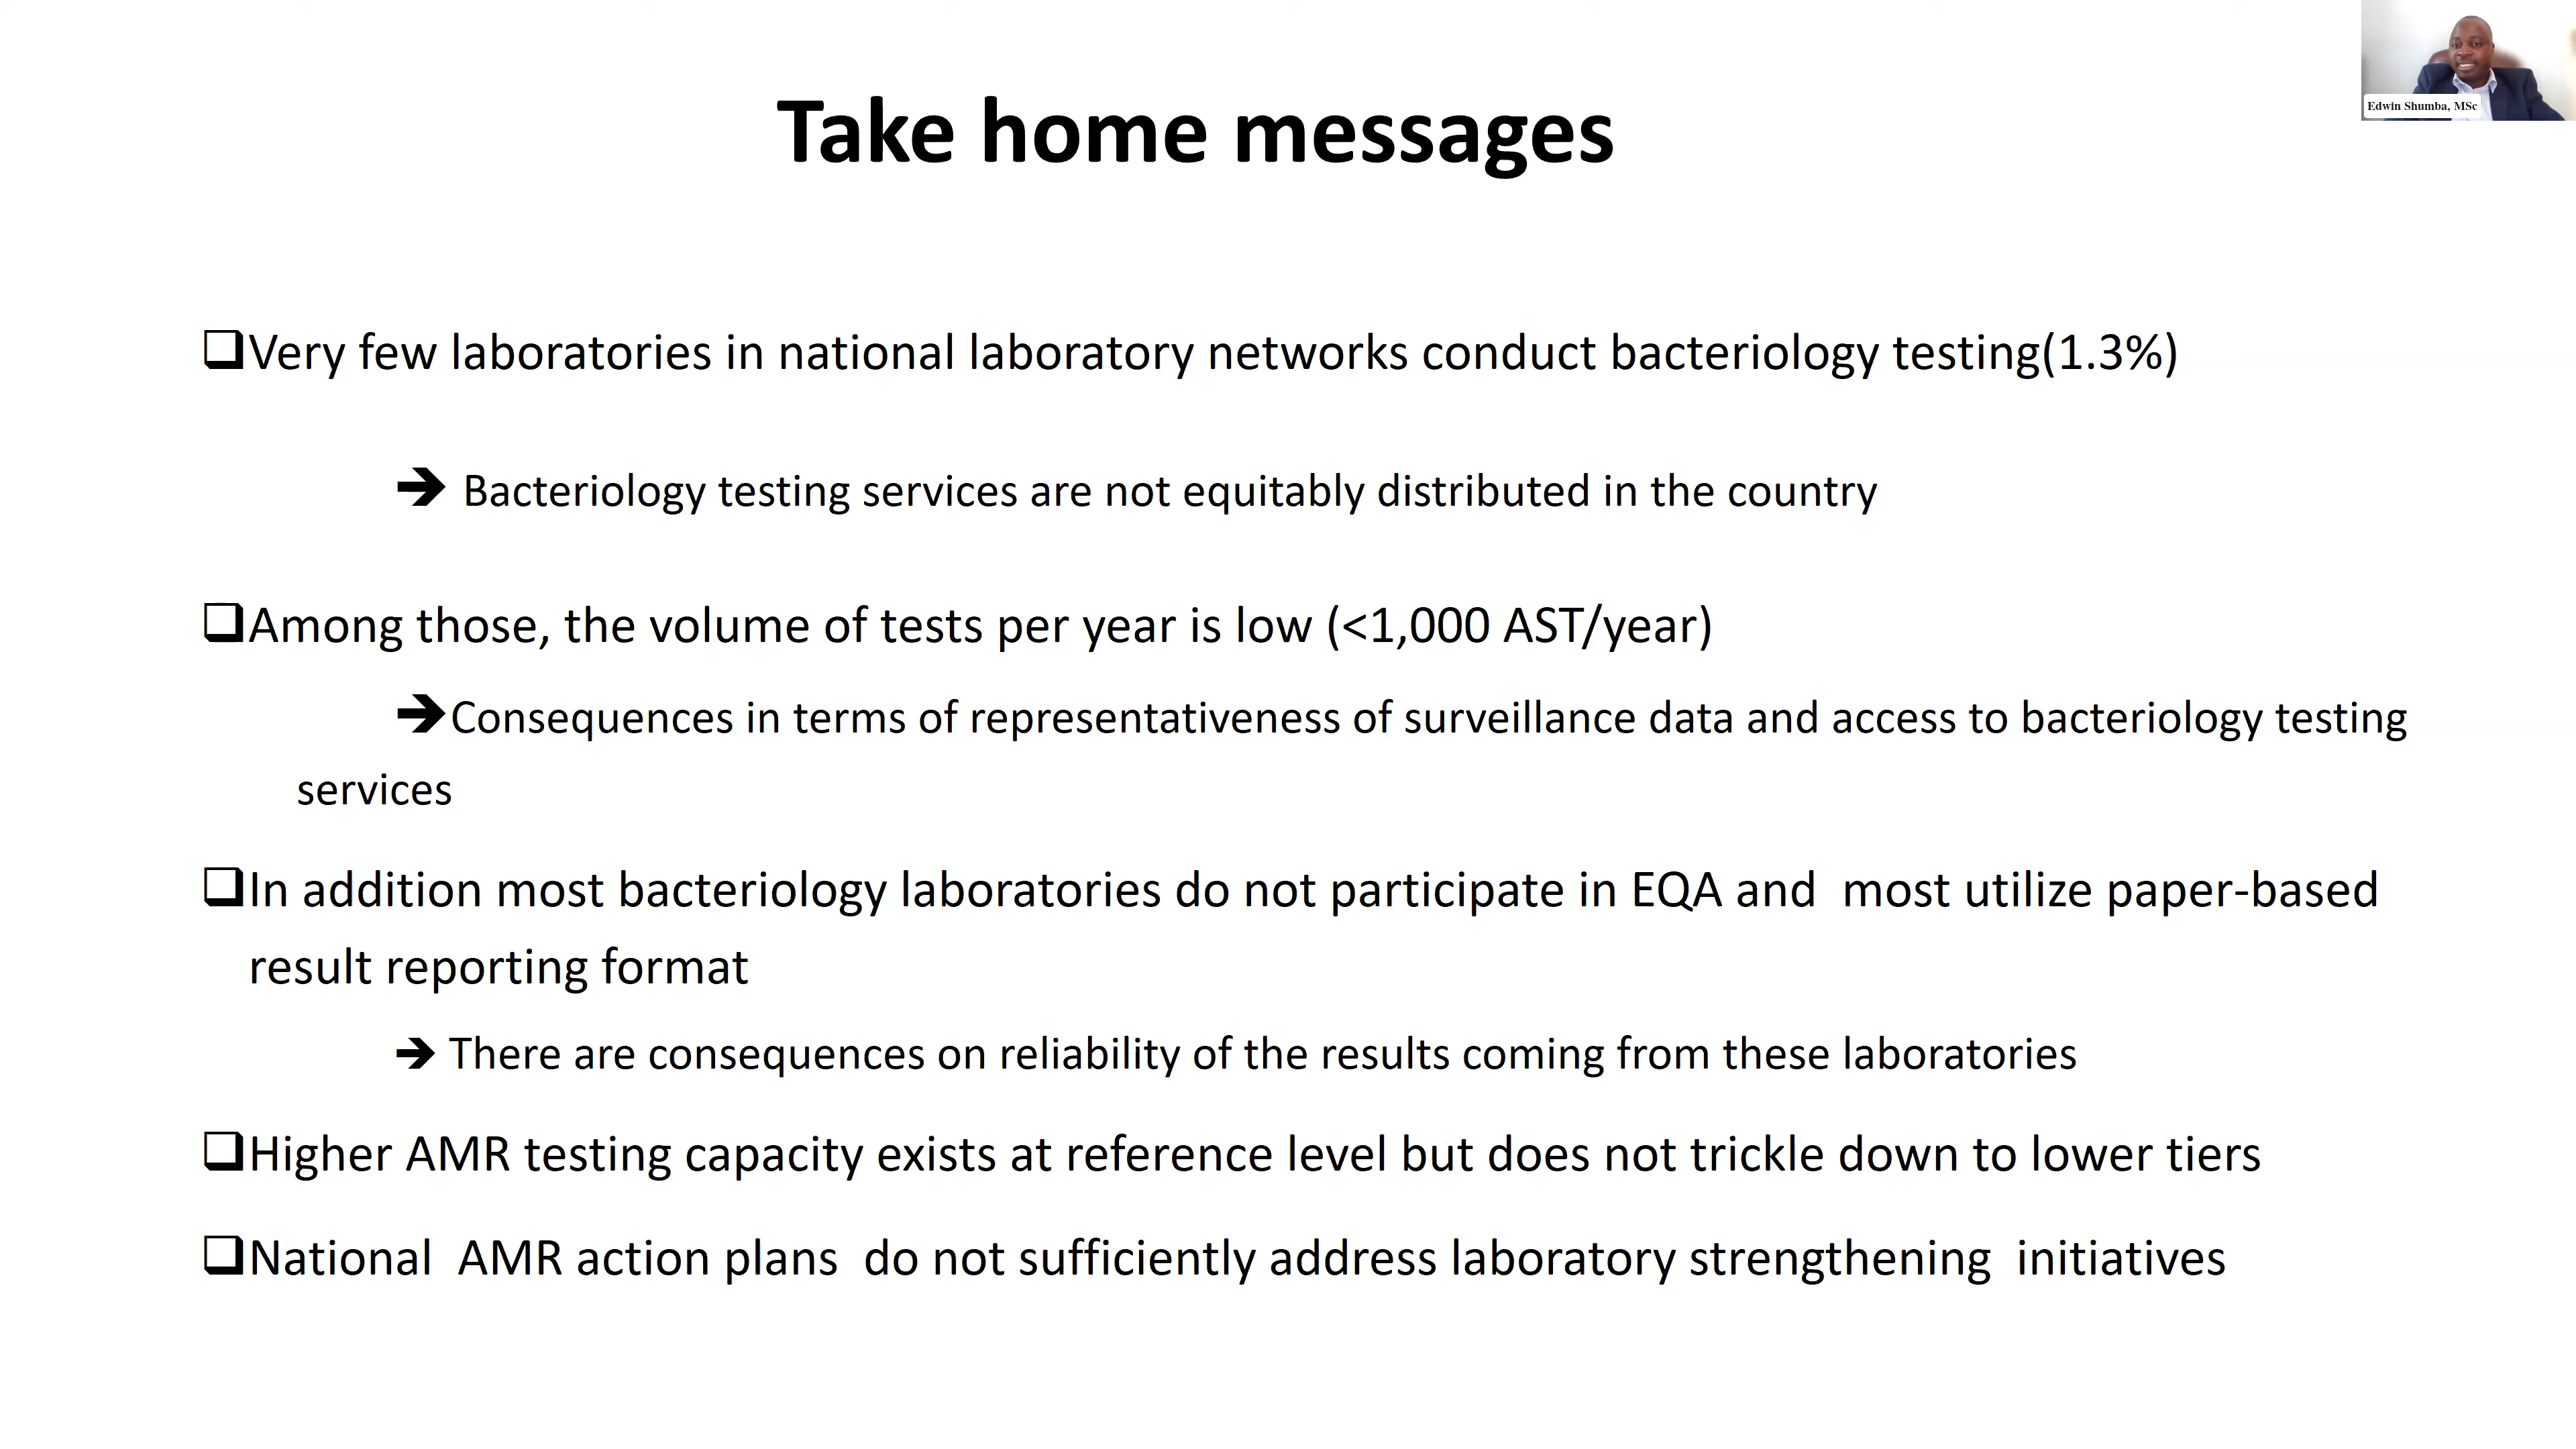 Take home messages
Edwin Shumba, MSc
❑Very few laboratories in national laboratory networks conduct bacteriology testing(1.3%)
➔ Bacteriology testing services are not equitably distributed in the country
❑Among those, the volume of tests per year is low (<1,000 AST/year)
➔Consequences in terms of representativeness of surveillance data and access to bacteriology testing
services
❑In addition most bacteriology laboratories do not participate in EQA and  most utilize paper-based
result reporting format
➔ There are consequences on reliability of the results coming from these laboratories
❑Higher AMR testing capacity exists at reference level but does not trickle down to lower tiers
❑National  AMR action plans  do not sufficiently address laboratory strengthening  initiatives